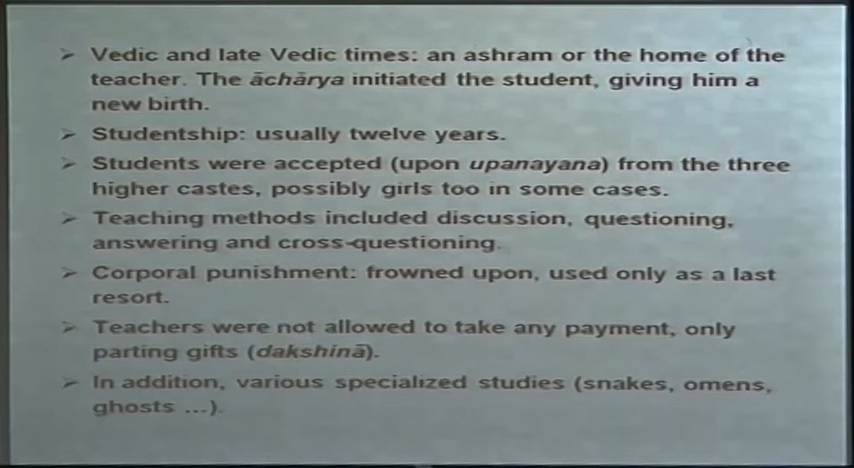 ➢ Vedic and late Vedic times: an ashram or the home of the
teacher. The āchārya initiated the student, giving him a
new birth.
➢ Studentship: usually twelve years.
➢ Students were accepted (upon upanayana) from the three
higher castes, possibly girls too in some cases.
➢ Teaching methods included discussion, questioning,
answering and cross-questioning.
➢ Corporal punishment: frowned upon, used only as a last
resort.
➢ Teachers were not allowed to take any payment, only
parting gifts (dakshinā).
➢ In addition, various specialized studies (snakes, omens,
ghosts ...).